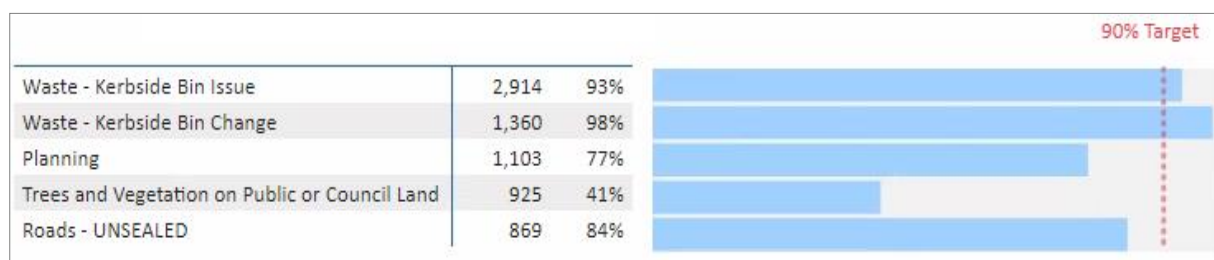 90% Target
Waste - Kerbside Bin Issue 2,914 93%
Waste - Kerbside Bin Change 1,360 98%
Planning 1,103 77%
Trees and Vegetation on Public or Council Land 925 41%
Roads - UNSEALED 869 84%